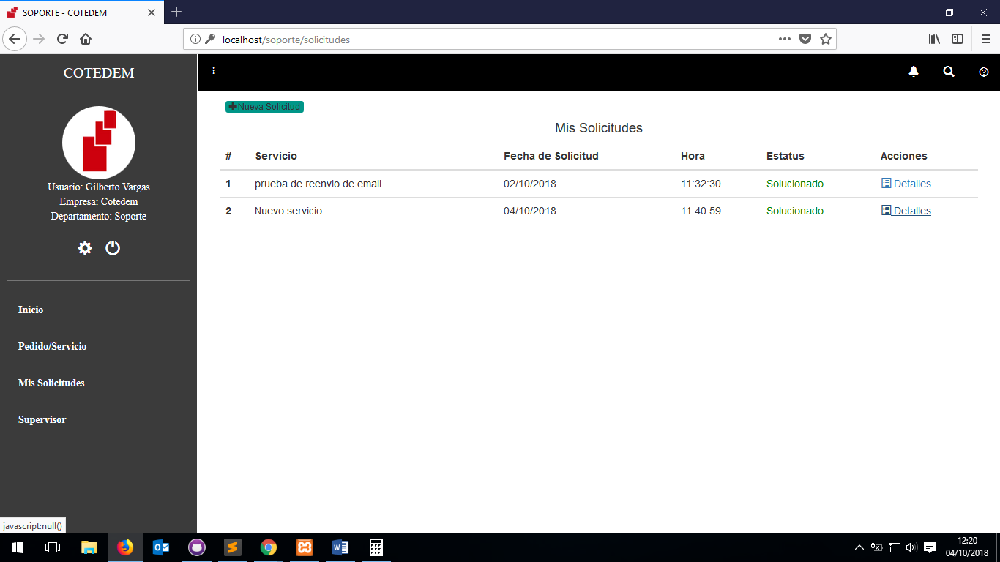 SOPORTE - COTEDEM
localhost/soporte/solicitudes
COTEDEM
Usuario: Gilberto Vargas
Empresa: Cotedem
Departamento: Soporte
Inicio
Pedido/Servicio
Mis Solicitudes
Supervisor
Nueva Solicitud
Mis Solicitudes
# Servicio Fecha de Solicitud Hora Estatus Acciones
1 prueba de reenvio de email ... 02/10/2018 11:32:30 Solucionado Detalles
2 Nuevo servicio. ... 04/10/2018 11:40:59 Solucionado Detalles
javascript:null()
12:20
04/10/2018